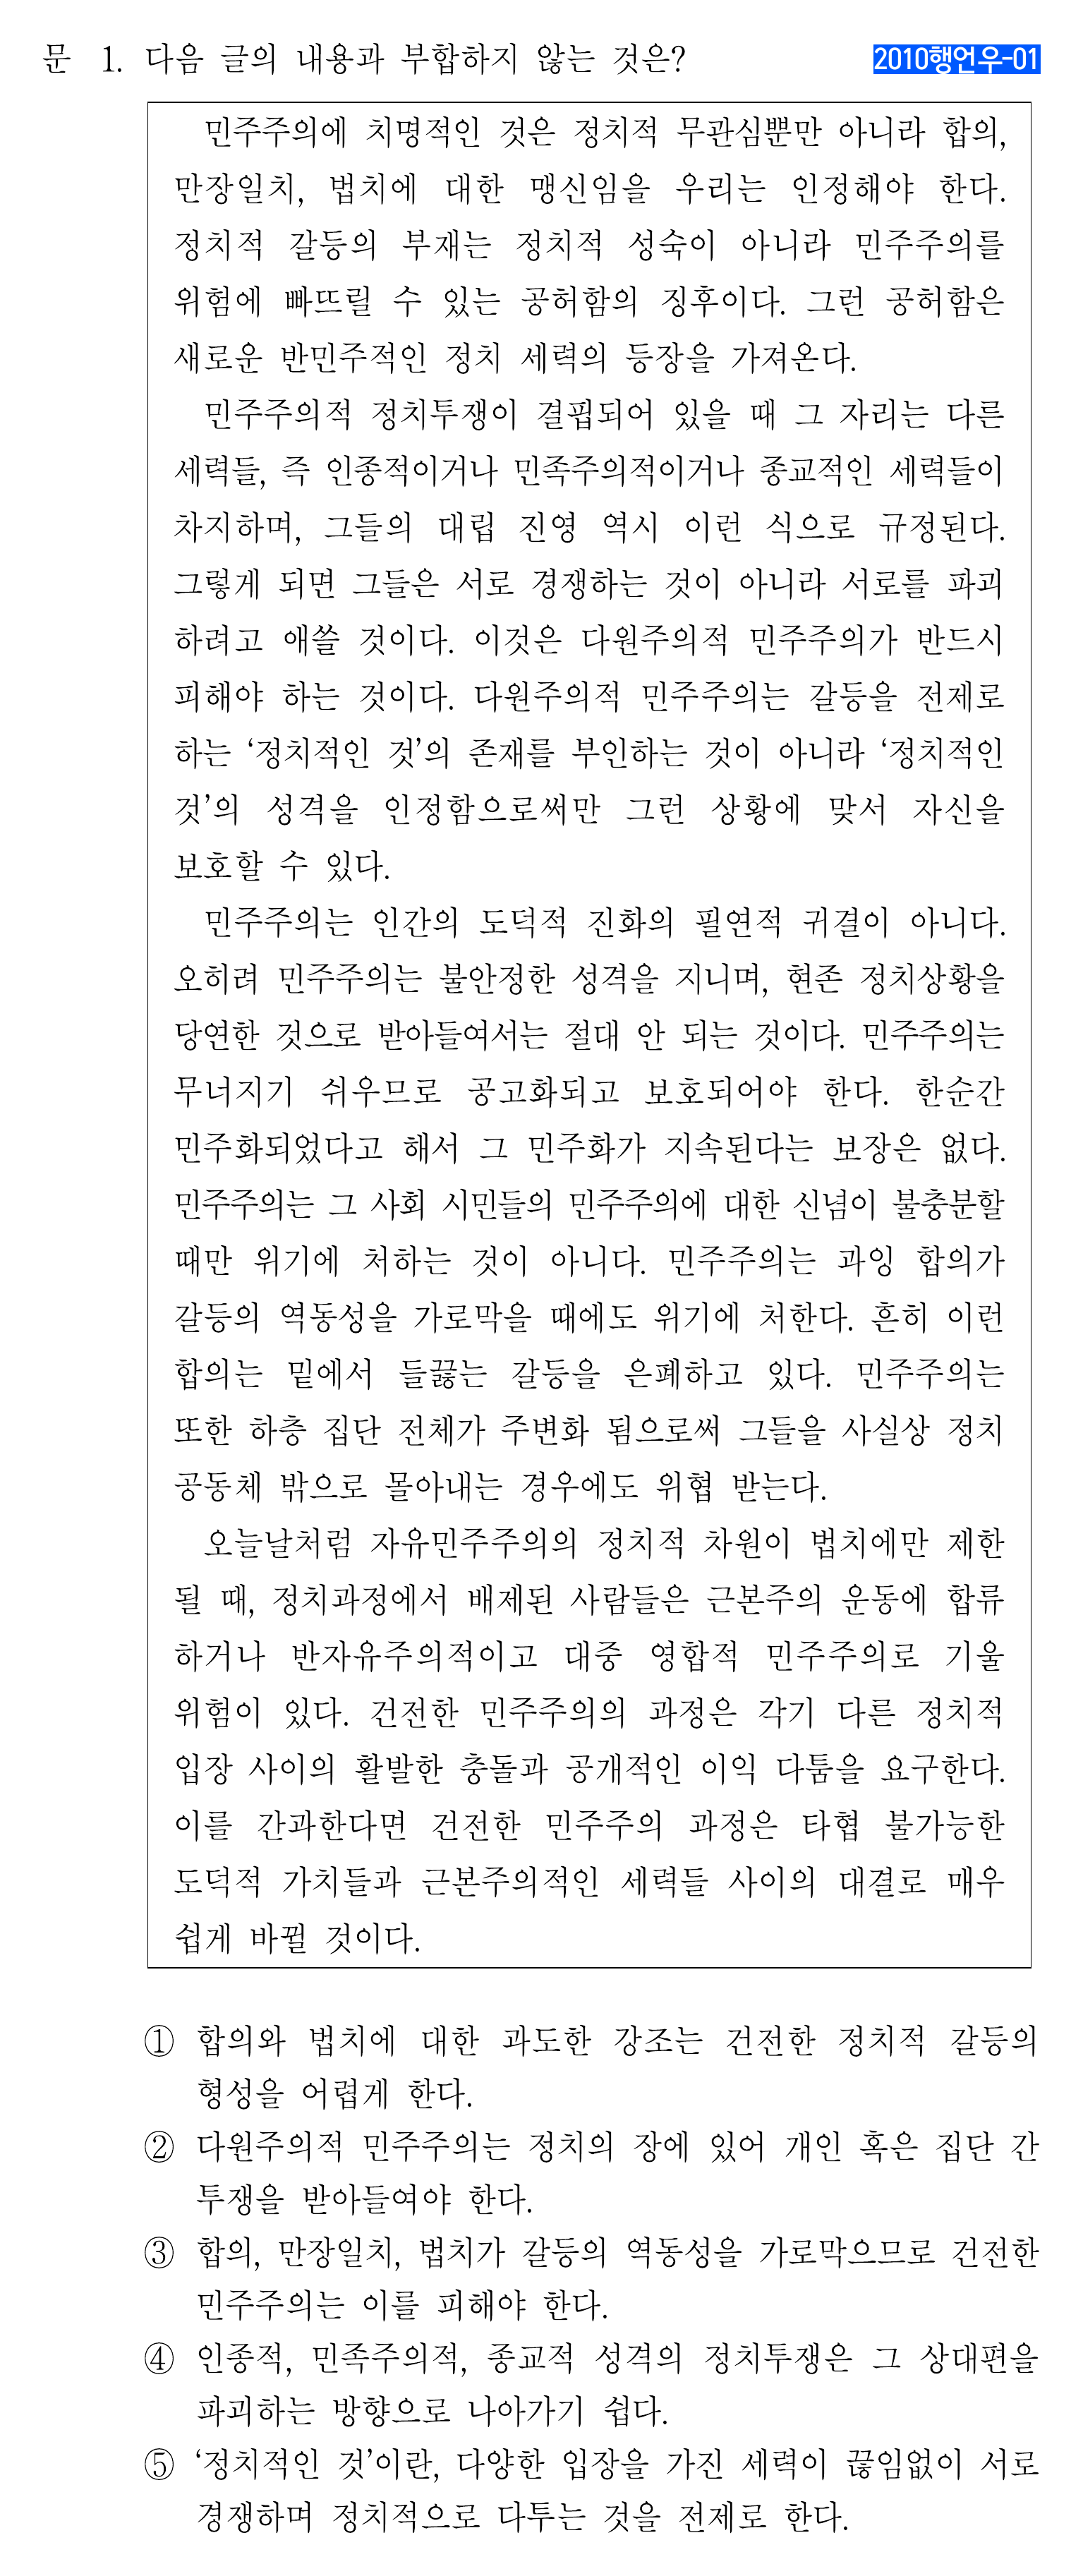 문 1. 다음 글의 내용과 부합하지 않는 것은?
2010행언우-01
민주주의에 치명적인 것은 정치적 무관심뿐만 아니라 합의,
만장일치, 법치에 대한 맹신임을 우리는 인정해야 한다.
정치적 갈등의 부재는 정치적 성숙이 아니라 민주주의를
위험에 빠뜨릴 수 있는 공허함의 징후이다. 그런 공허함은
새로운 반민주적인 정치 세력의 등장을 가져온다.
민주주의적 정치투쟁이 결핍되어 있을 때 그 자리는 다른
세력들, 즉 인종적이거나 민족주의적이거나 종교적인 세력들이
차지하며, 그들의 대립 진영 역시 이런 식으로 규정된다.
그렇게 되면 그들은 서로 경쟁하는 것이 아니라 서로를 파괴
하려고 애쓸 것이다. 이것은 다원주의적 민주주의가 반드시
피해야 하는 것이다. 다원주의적 민주주의는 갈등을 전제로
하는 ‘정치적인 것’의 존재를 부인하는 것이 아니라 ‘정치적인
것’의 성격을 인정함으로써만 그런 상황에 맞서 자신을
보호할 수 있다.
민주주의는 인간의 도덕적 진화의 필연적 귀결이 아니다.
오히려 민주주의는 불안정한 성격을 지니며, 현존 정치상황을
당연한 것으로 받아들여서는 절대 안 되는 것이다. 민주주의는
무너지기 쉬우므로 공고화되고 보호되어야 한다. 한순간
민주화되었다고 해서 그 민주화가 지속된다는 보장은 없다.
민주주의는 그 사회 시민들의 민주주의에 대한 신념이 불충분할
때만 위기에 처하는 것이 아니다. 민주주의는 과잉 합의가
갈등의 역동성을 가로막을 때에도 위기에 처한다. 흔히 이런
합의는 밑에서 들끓는 갈등을 은폐하고 있다. 민주주의는
또한 하층 집단 전체가 주변화 됨으로써 그들을 사실상 정치
공동체 밖으로 몰아내는 경우에도 위협 받는다.
오늘날처럼 자유민주주의의 정치적 차원이 법치에만 제한
될 때, 정치과정에서 배제된 사람들은 근본주의 운동에 합류
하거나 반자유주의적이고 대중 영합적 민주주의로 기울
위험이 있다. 건전한 민주주의의 과정은 각기 다른 정치적
입장 사이의 활발한 충돌과 공개적인 이익 다툼을 요구한다.
이를 간과한다면 건전한 민주주의 과정은 타협 불가능한
도덕적 가치들과 근본주의적인 세력들 사이의 대결로 매우
쉽게 바뀔 것이다.
① 합의와 법치에 대한 과도한 강조는 건전한 정치적 갈등의
형성을 어렵게 한다.
② 다원주의적 민주주의는 정치의 장에 있어 개인 혹은 집단 간
투쟁을 받아들여야 한다.
③ 합의, 만장일치, 법치가 갈등의 역동성을 가로막으므로 건전한
민주주의는 이를 피해야 한다.
④ 인종적, 민족주의적, 종교적 성격의 정치투쟁은 그 상대편을
파괴하는 방향으로 나아가기 쉽다.
⑤ ‘정치적인 것’이란, 다양한 입장을 가진 세력이 끊임없이 서로
경쟁하며 정치적으로 다투는 것을 전제로 한다.